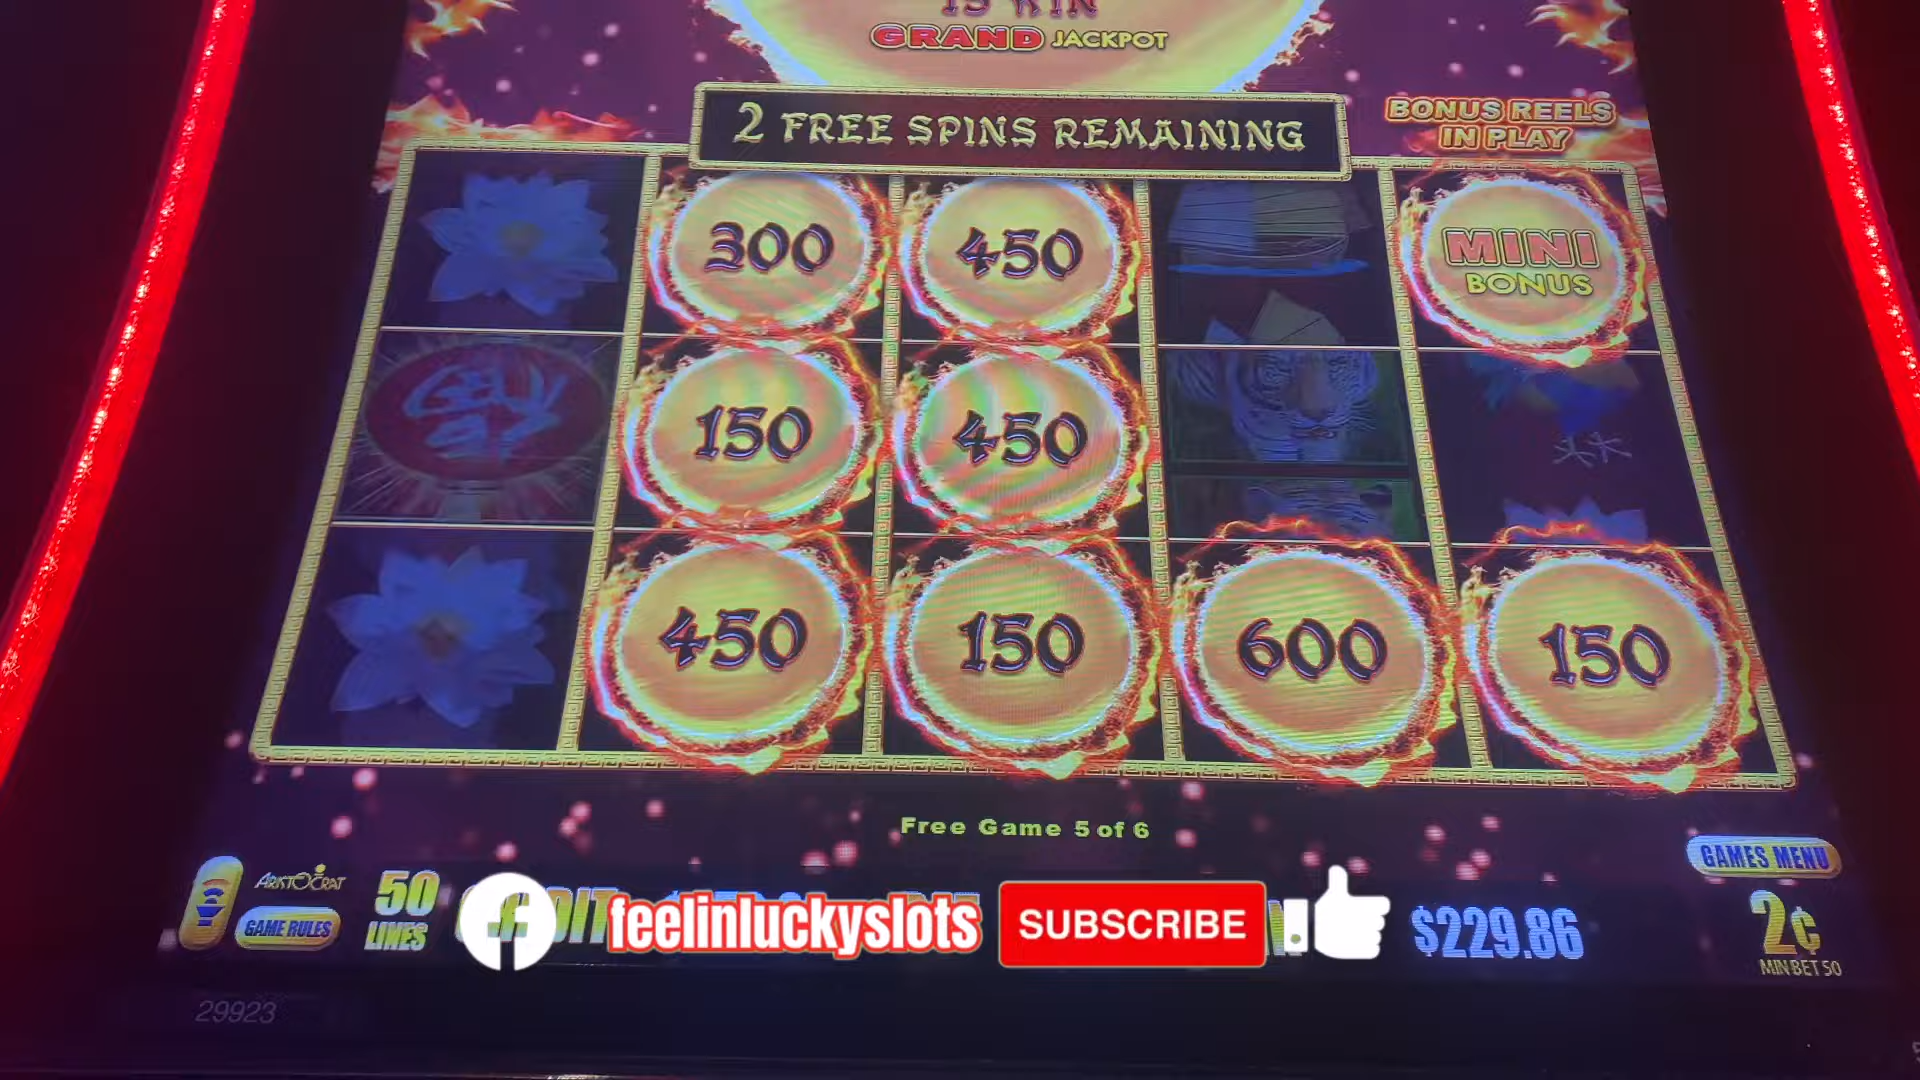 15 WIN
GRAND JACKPOT
2 FREE SPINS REMAINING
BONUS REELS
IN PLAY
300
450
MINI
BONUS
150
450
450
150
600
150
Free Game 5 of 6
GAMES MENU
ARISTOCRAT
GAME RULES
50
LINES
feelinluckyslots
SUBSCRIBE
$229.86
2¢
MIN BET 50
29923